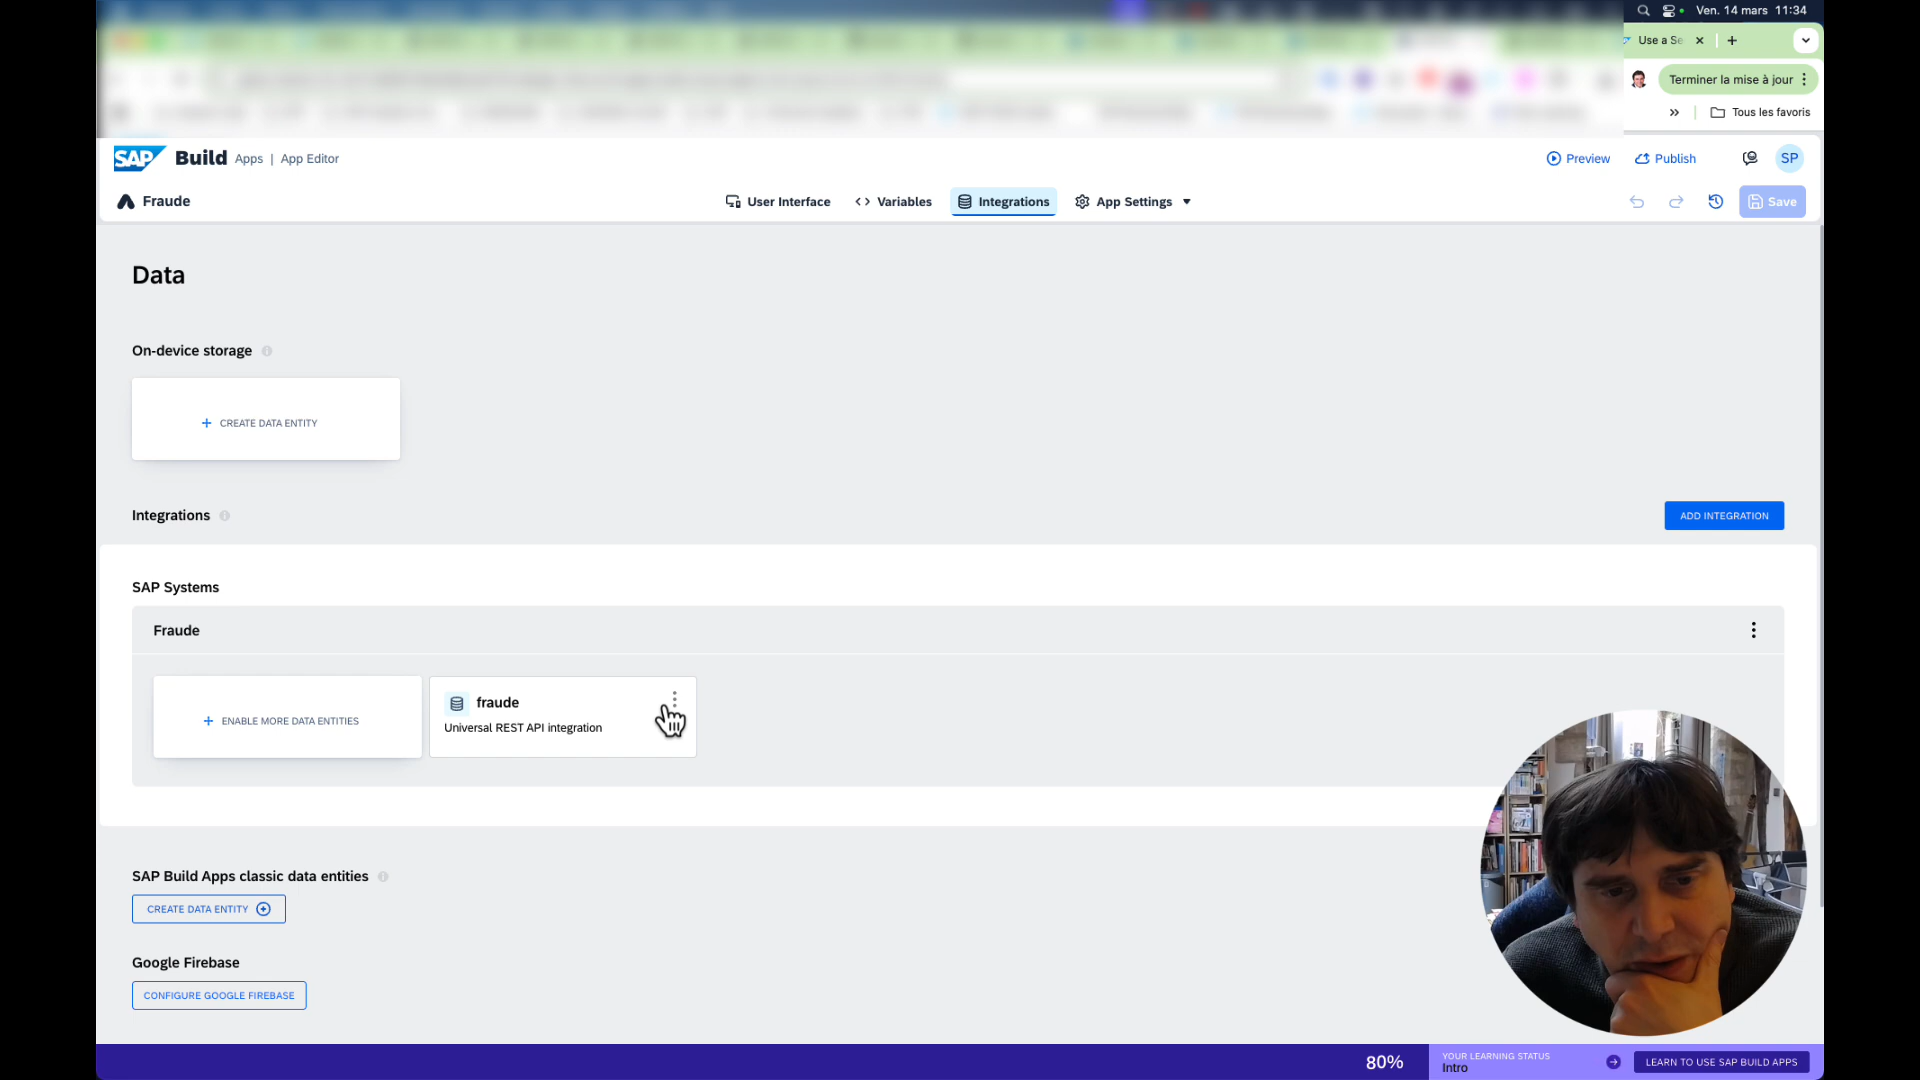 Ven. 14 mars 11:34
Use a Se
Terminer la mise à jour
Tous les favoris
SAP Build Apps | App Editor
Preview
Publish
SP
Fraude
User Interface
Variables
Integrations
App Settings
Save
Data
On-device storage
+ CREATE DATA ENTITY
Integrations
ADD INTEGRATION
SAP Systems
Fraude
+ ENABLE MORE DATA ENTITIES
fraude
Universal REST API integration
SAP Build Apps classic data entities
CREATE DATA ENTITY
Google Firebase
CONFIGURE GOOGLE FIREBASE
80%
YOUR LEARNING STATUS
Intro
LEARN TO USE SAP BUILD APPS